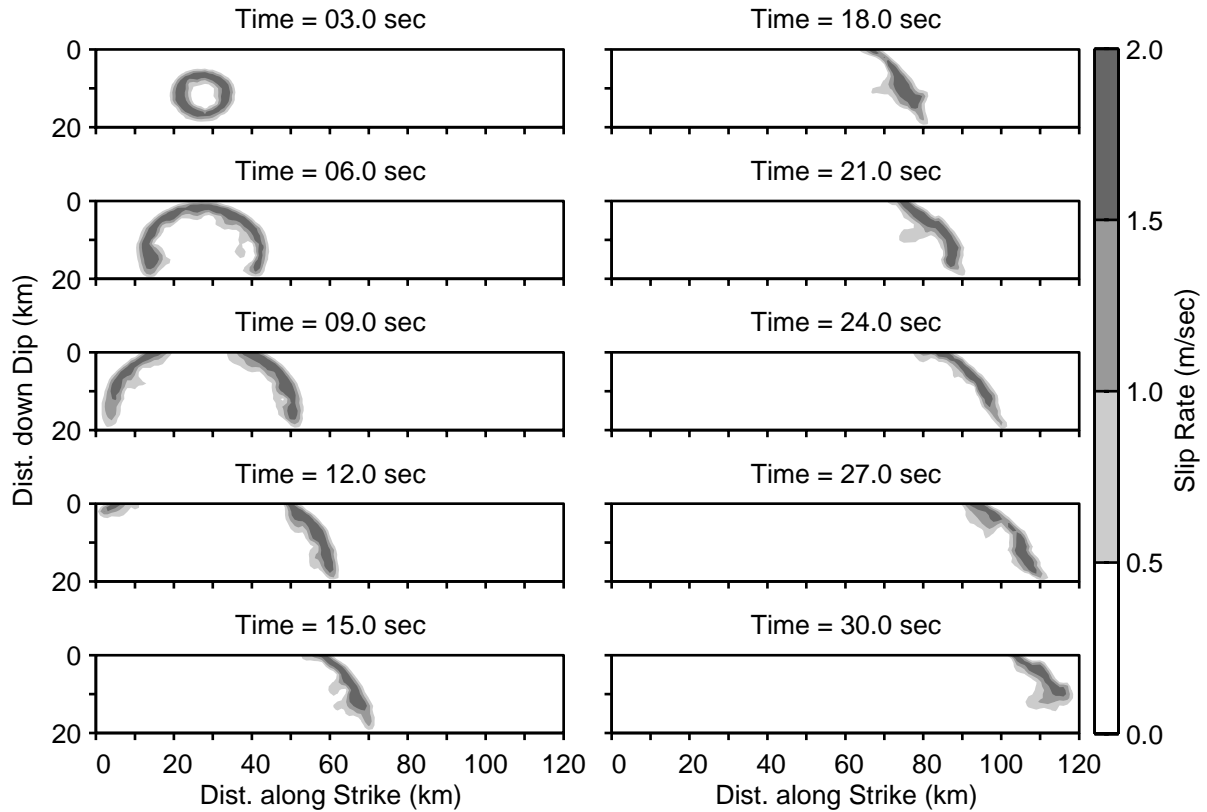 Time = 03.0 sec
0
20
Time = 06.0 sec
0
20
Time = 09.0 sec
0
20
Time = 12.0 sec
0
20
Time = 15.0 sec
0
20
0 20 40 60 80 100 120
Dist. along Strike (km)
Dist. down Dip (km)
Time = 18.0 sec
Time = 21.0 sec
Time = 24.0 sec
Time = 27.0 sec
Time = 30.0 sec
0 20 40 60 80 100 120
Dist. along Strike (km)
2.0
1.5
1.0
0.5
0.0
Slip Rate (m/sec)